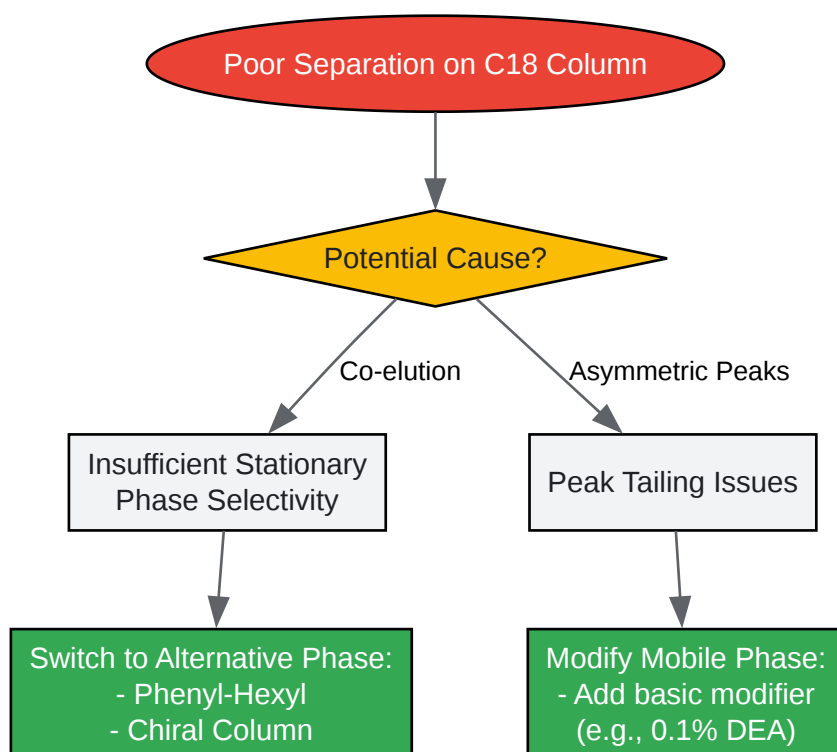 Poor Separation on C18 Column
Potential Cause?
Co-elution
Asymmetric Peaks
Insufficient Stationary
Phase Selectivity
Peak Tailing Issues
Switch to Alternative Phase:
- Phenyl-Hexyl
- Chiral Column
Modify Mobile Phase:
- Add basic modifier
(e.g., 0.1% DEA)